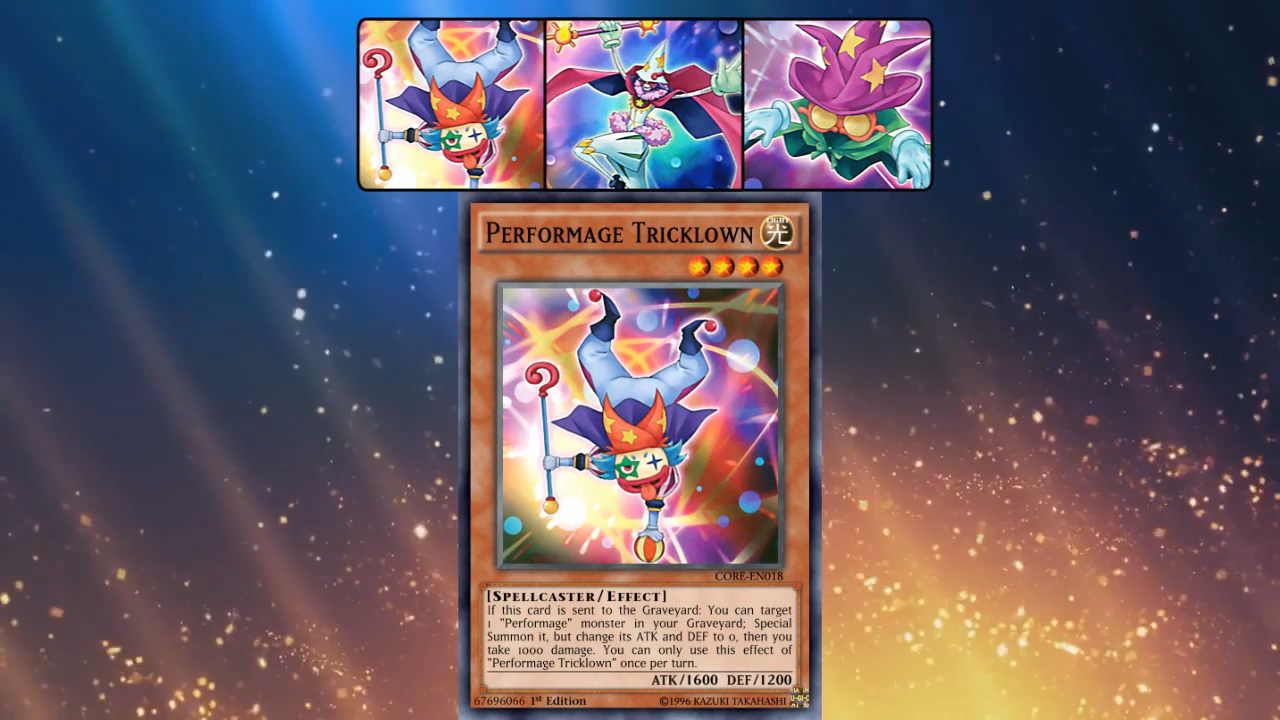 PERFORMAGE TRICKLOWN
LIGHT
光
CORE-EN018
[SPELLCASTER/EFFECT]
If this card is sent to the Graveyard: You can target
1 "Performage" monster in your Graveyard; Special
Summon it, but change its ATK and DEF to 0, then you
take 1000 damage. You can only use this effect of
"Performage Tricklown" once per turn.
ATK/1600 DEF/1200
67696066 1st Edition ©1996 KAZUKI TAKAHASHI